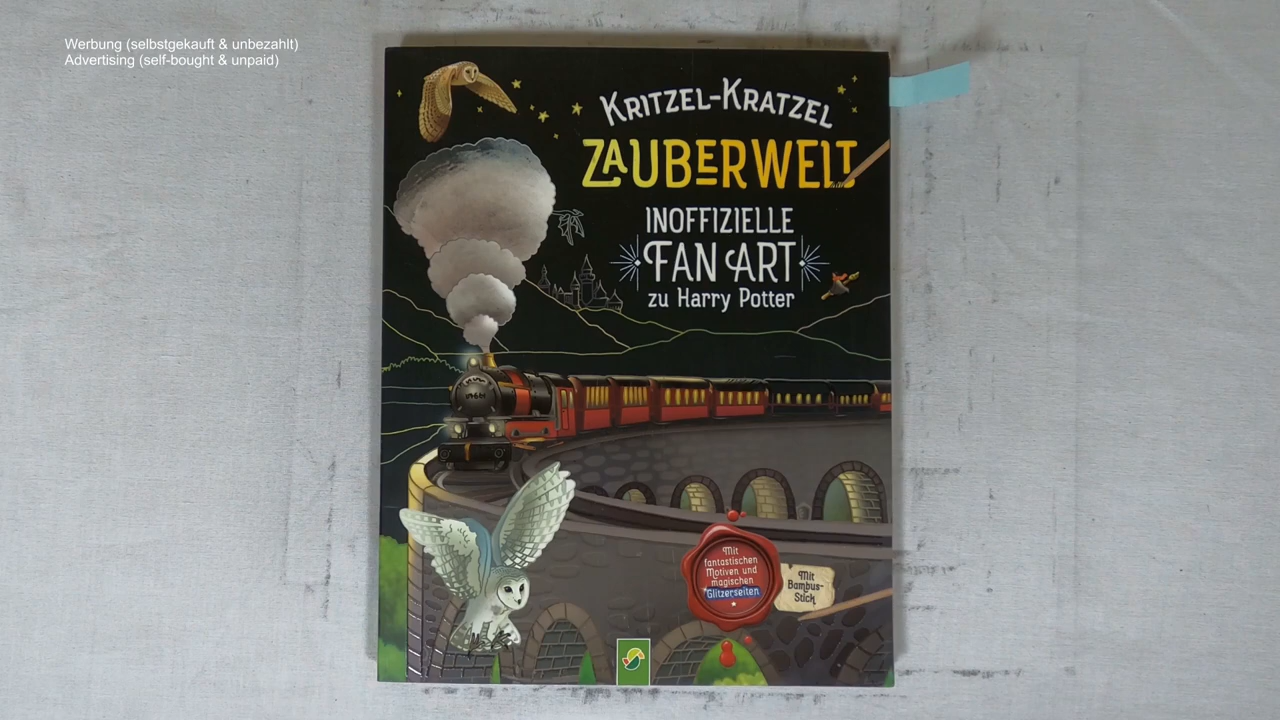 Werbung (selbstgekauft & unbezahlt)
Advertising (self-bought & unpaid)
KRITZEL-KRATZEL
ZAUBERWELT
INOFFIZIELLE
FAN ART
zu Harry Potter
Mit
fantastischen
Motiven und
magischen
Glitzerseiten
Mit
Bambus-
Stick